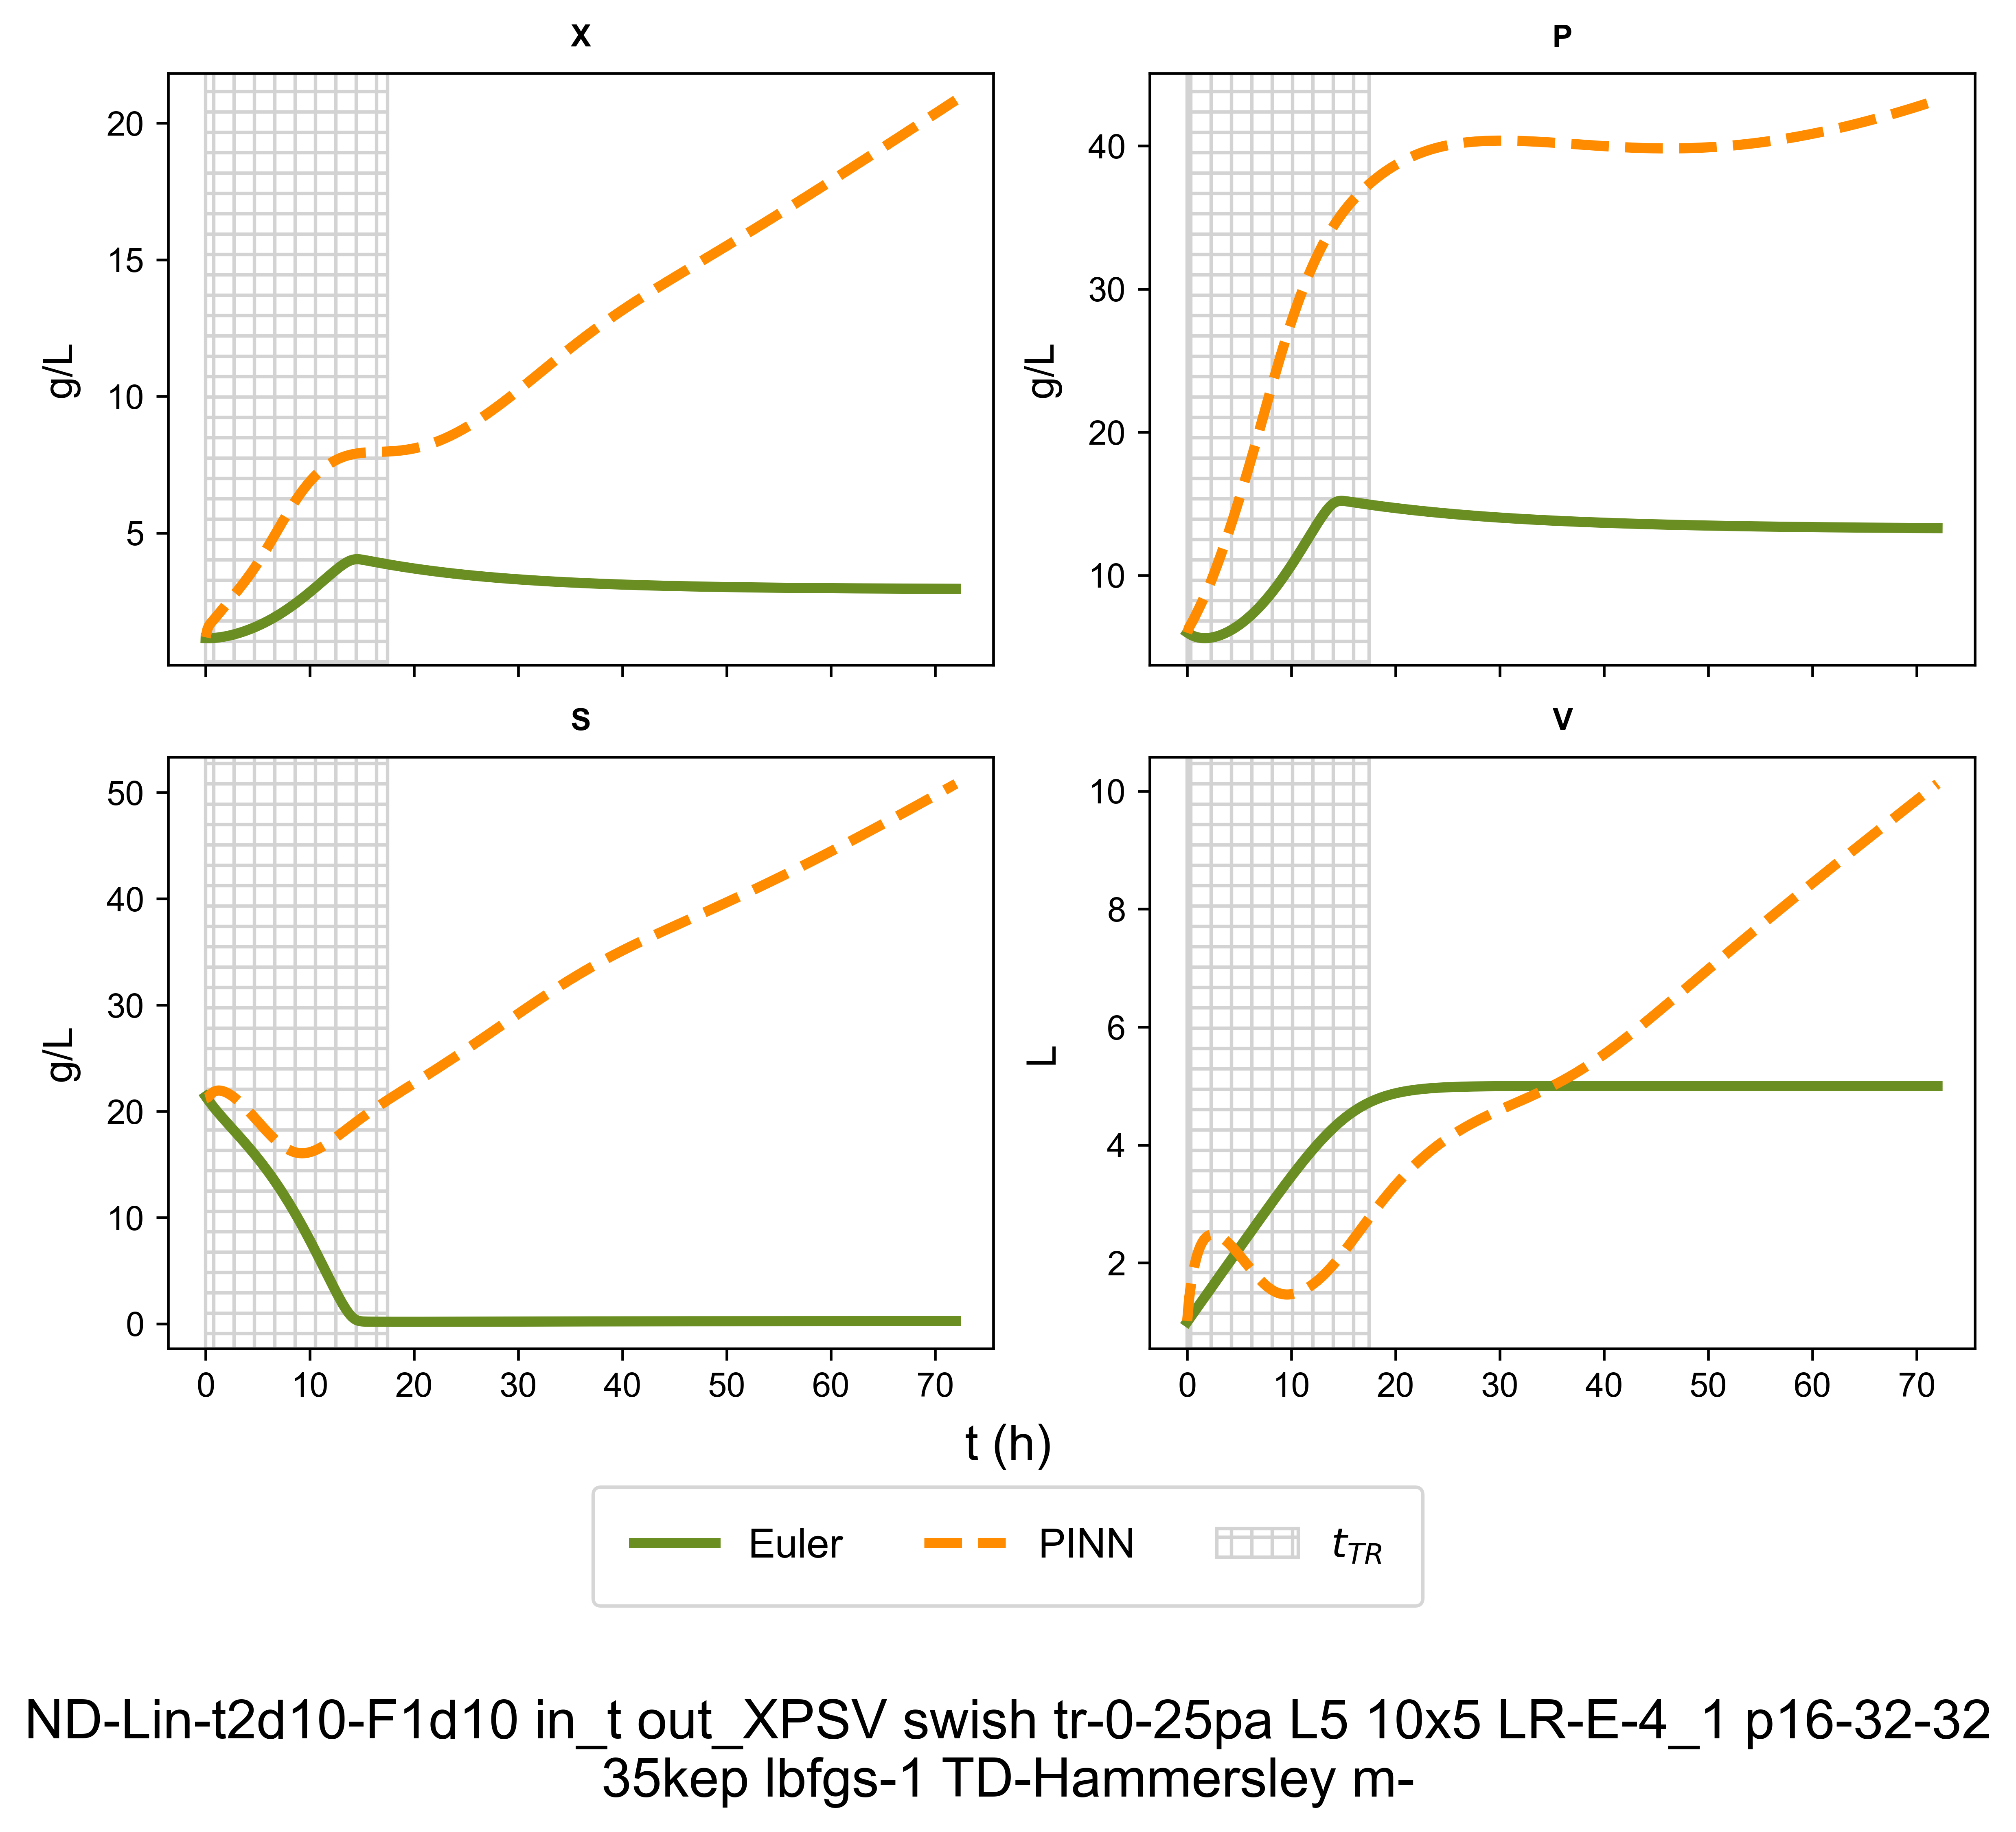 X
P
20
15
10
5
g/L
40
30
20
10
g/L
S
V
50
40
30
20
10
0
g/L
0 10 20 30 40 50 60 70
10
8
6
4
2
L
0 10 20 30 40 50 60 70
t (h)
Euler PINN t_TR
ND-Lin-t2d10-F1d10 in_t out_XPSV swish tr-0-25pa L5 10x5 LR-E-4_1 p16-32-32
35kep lbfgs-1 TD-Hammersley m-